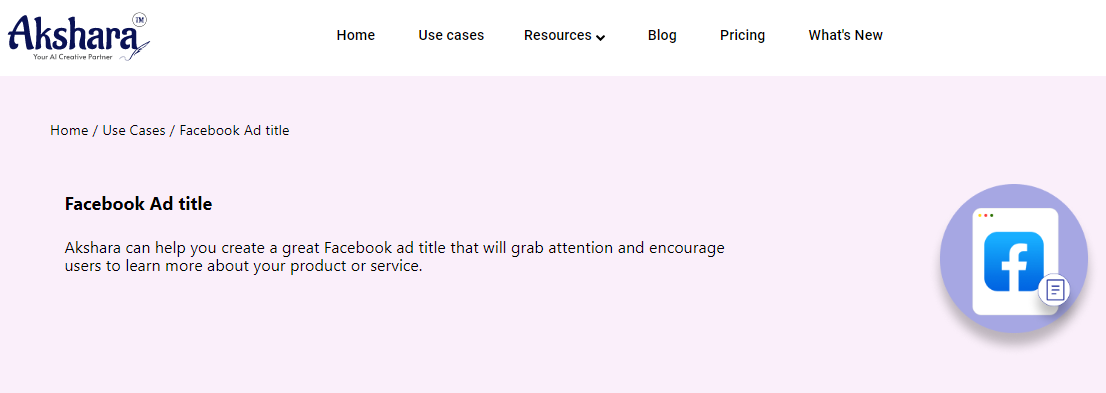 Akshara TM
Your AI Creative Partner
Home Use cases Resources Blog Pricing What's New
Home / Use Cases / Facebook Ad title
Facebook Ad title
Akshara can help you create a great Facebook ad title that will grab attention and encourage
users to learn more about your product or service.
f